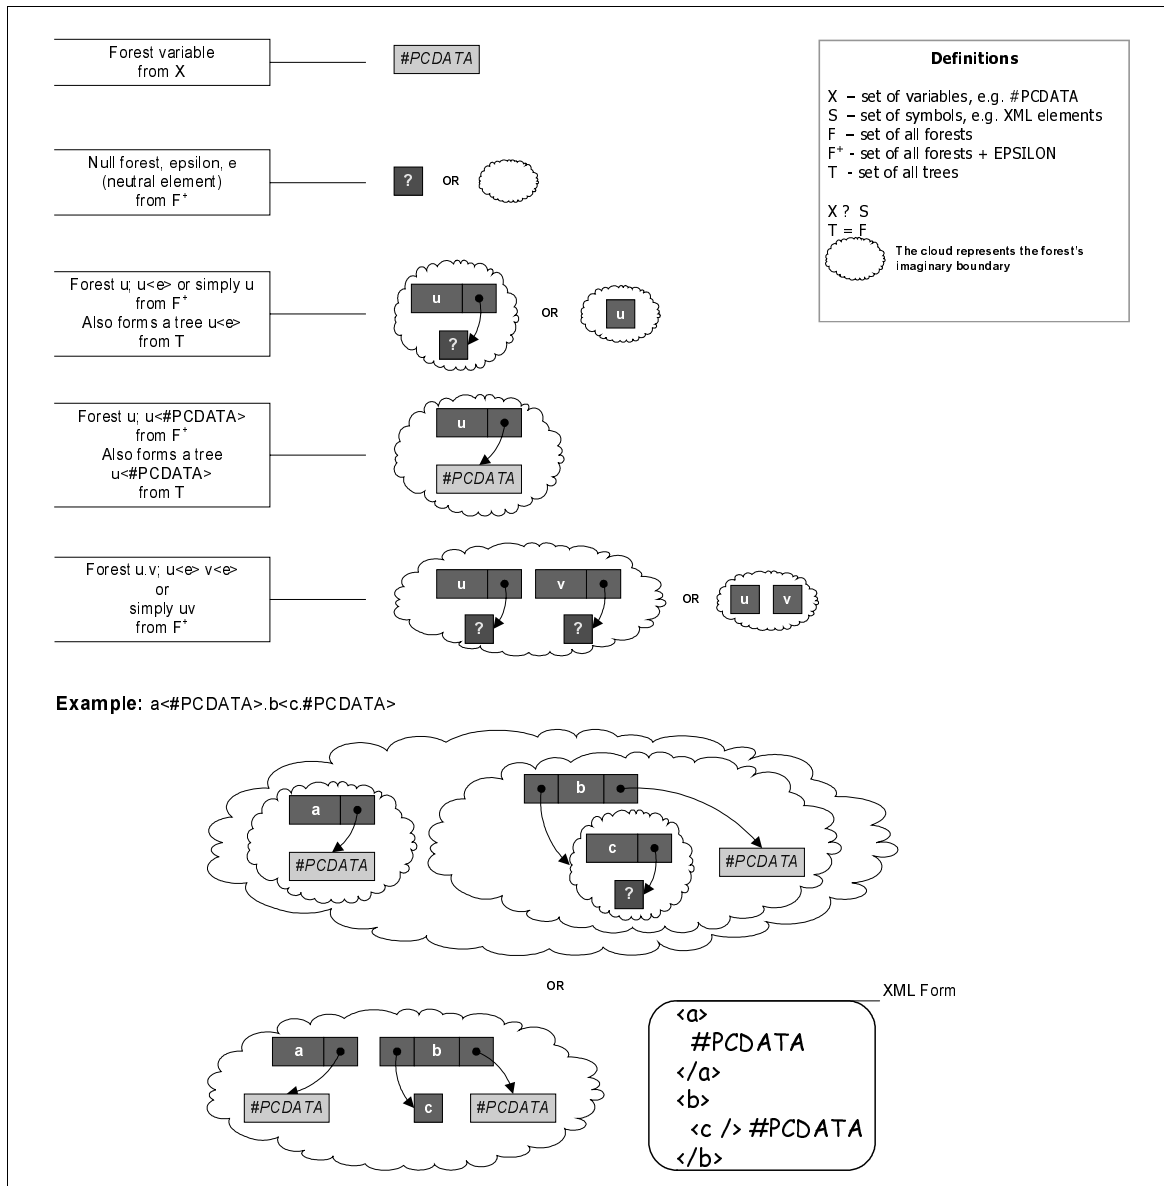 Forest variable
from X
#PCDATA
Definitions
X – set of variables, e.g. #PCDATA
S – set of symbols, e.g. XML elements
F – set of all forests
F+ - set of all forests + EPSILON
T - set of all trees
X ? S
T = F
The cloud represents the forest's
imaginary boundary
Null forest, epsilon, e
(neutral element)
from F+
? OR
Forest u; u<e> or simply u
from F+
Also forms a tree u<e>
from T
u
?
OR
u
Forest u; u<#PCDATA>
from F+
Also forms a tree
u<#PCDATA>
from T
u
#PCDATA
Forest u.v; u<e> v<e>
or
simply uv
from F+
u v
? ?
OR
u v
Example: a<#PCDATA>.b<c.#PCDATA>
a
#PCDATA
b
c
?
#PCDATA
OR
a b
#PCDATA c #PCDATA
XML Form
<a>
#PCDATA
</a>
<b>
<c /> #PCDATA
</b>